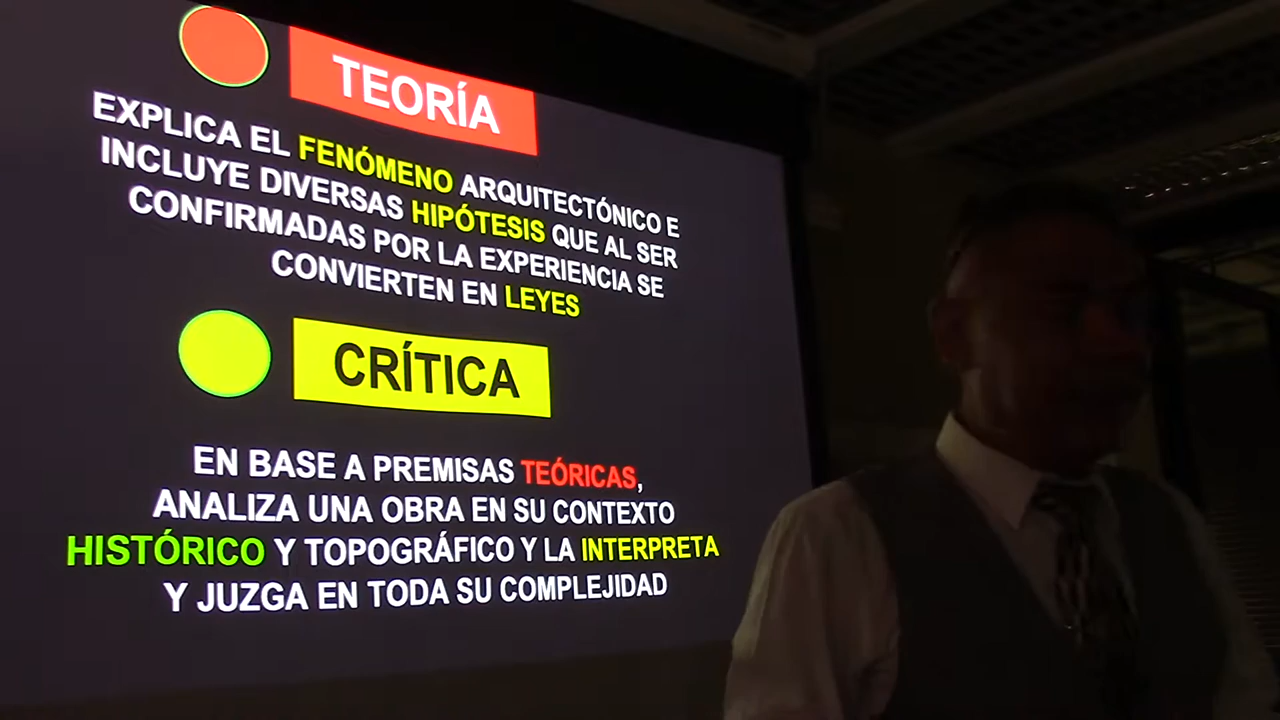 TEORÍA
EXPLICA EL FENÓMENO ARQUITECTÓNICO E
INCLUYE DIVERSAS HIPÓTESIS QUE AL SER
CONFIRMADAS POR LA EXPERIENCIA SE
CONVIERTEN EN LEYES
CRÍTICA
EN BASE A PREMISAS TEÓRICAS,
ANALIZA UNA OBRA EN SU CONTEXTO
HISTÓRICO Y TOPOGRÁFICO Y LA INTERPRETA
Y JUZGA EN TODA SU COMPLEJIDAD